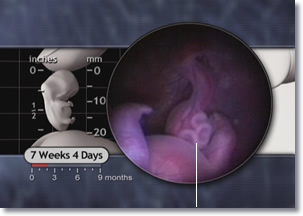 inches mm
0 0
1/2 -10
-20
7 Weeks 4 Days
0 3 6 9 months